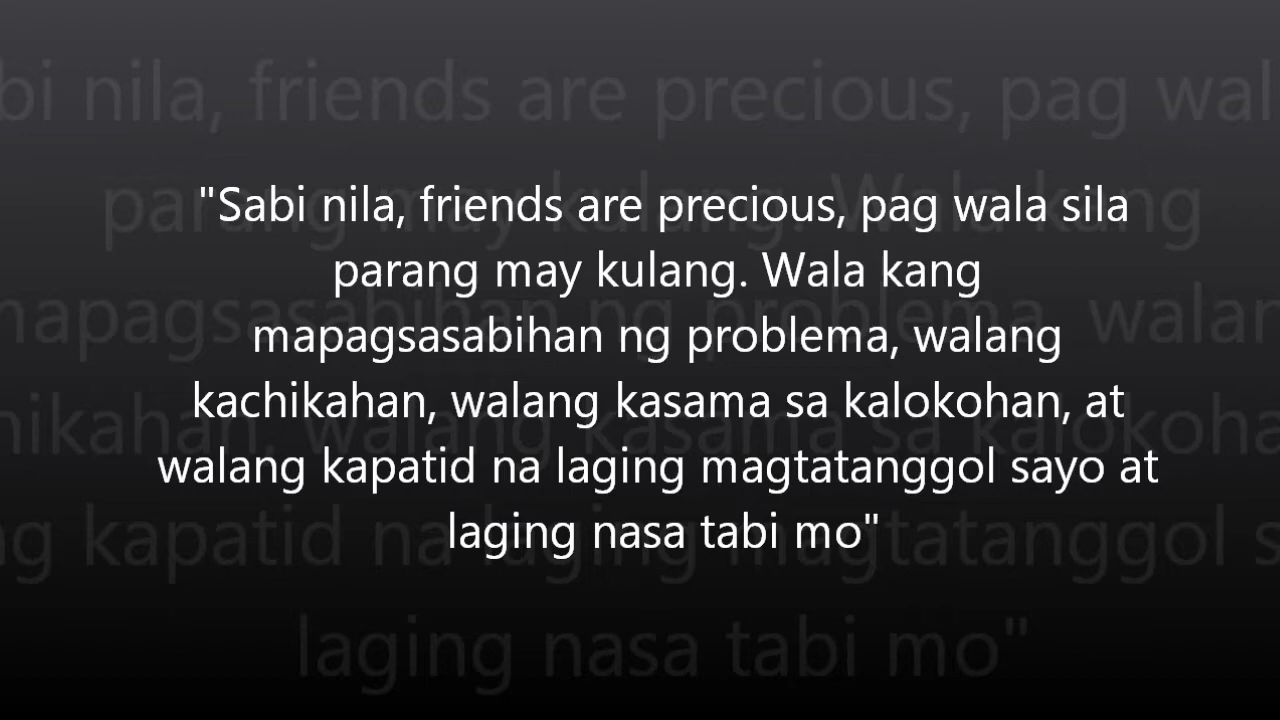 "Sabi nila, friends are precious, pag wala sila
parang may kulang. Wala kang
mapagsasabihan ng problema, walang
kachikahan, walang kasama sa kalokohan, at
walang kapatid na laging magtatanggol sayo at
laging nasa tabi mo"